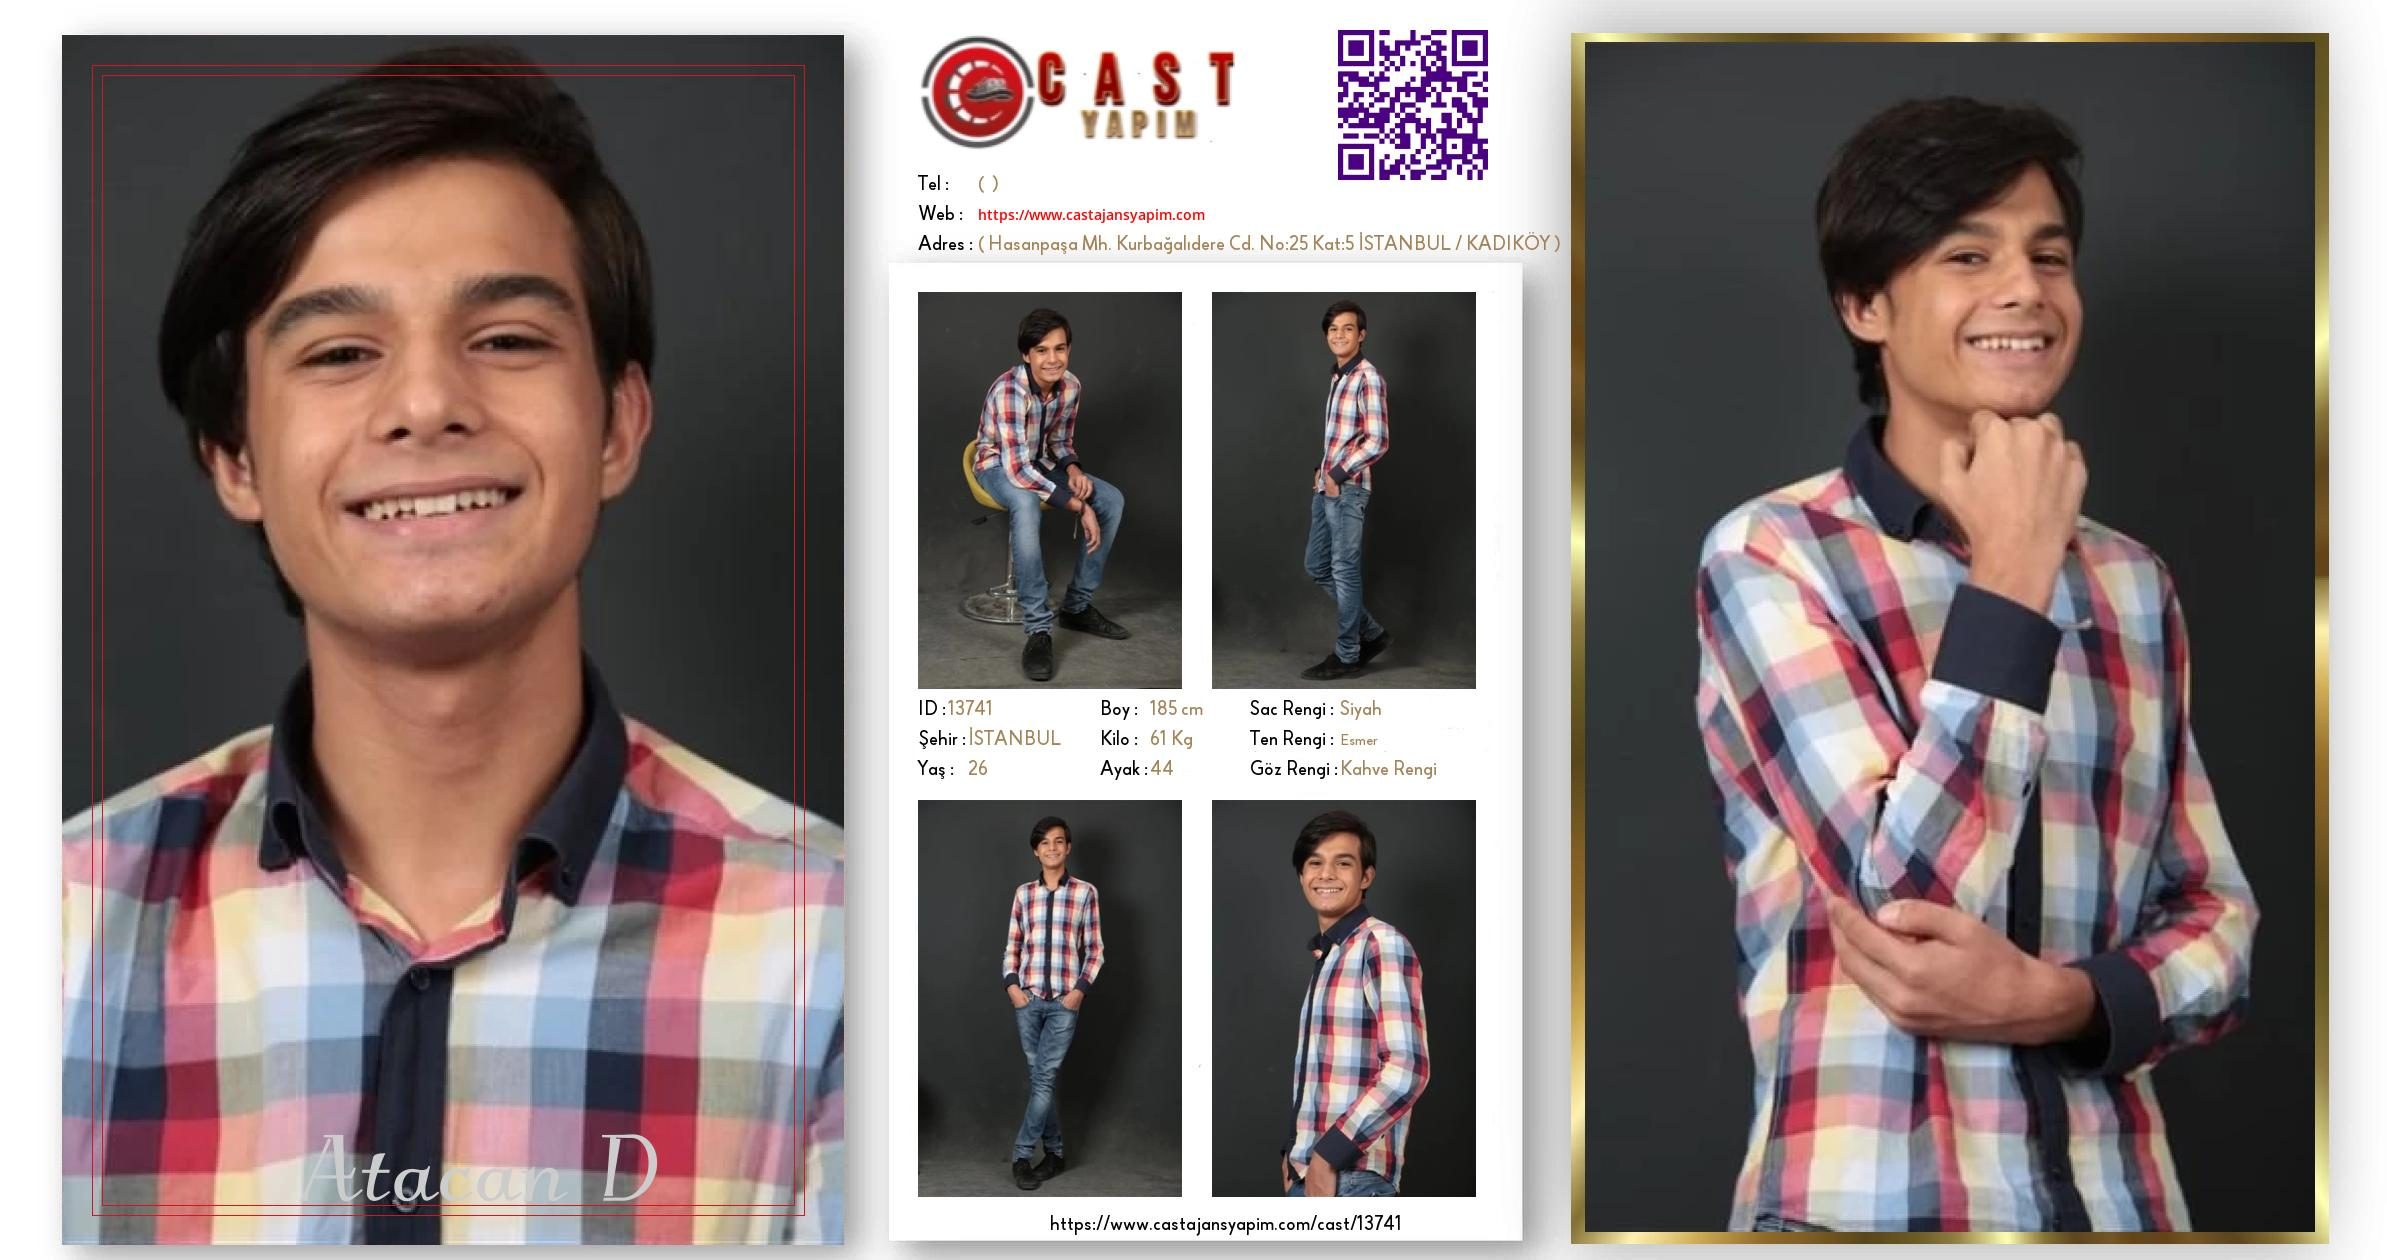 Atacan D
CAST
YAPIM
Tel : ( )
Web : https://www.castajansyapim.com
Adres : ( Hasanpaşa Mh. Kurbağalıdere Cd. No:25 Kat:5 İSTANBUL / KADIKÖY )
ID : 13741 Boy : 185 cm Sac Rengi : Siyah
Şehir : İSTANBUL Kilo : 61 Kg Ten Rengi : Esmer
Yaş : 26 Ayak : 44 Göz Rengi : Kahve Rengi
https://www.castajansyapim.com/cast/13741